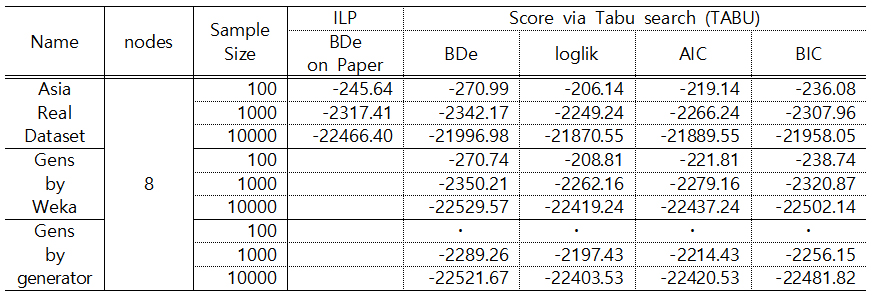 Name nodes Sample Size ILP Score via Tabu search (TABU)
BDe on Paper BDe loglik AIC BIC
Asia 100 -245.64 -270.99 -206.14 -219.14 -236.08
Real 1000 -2317.41 -2342.17 -2249.24 -2266.24 -2307.96
Dataset 10000 -22466.40 -21996.98 -21870.55 -21889.55 -21958.05
Gens 100 -270.74 -208.81 -221.81 -238.74
by 8 1000 -2350.21 -2262.16 -2279.16 -2320.87
Weka 10000 -22529.57 -22419.24 -22437.24 -22502.14
Gens 100 · · · ·
by 1000 -2289.26 -2197.43 -2214.43 -2256.15
generator 10000 -22521.67 -22403.53 -22420.53 -22481.82